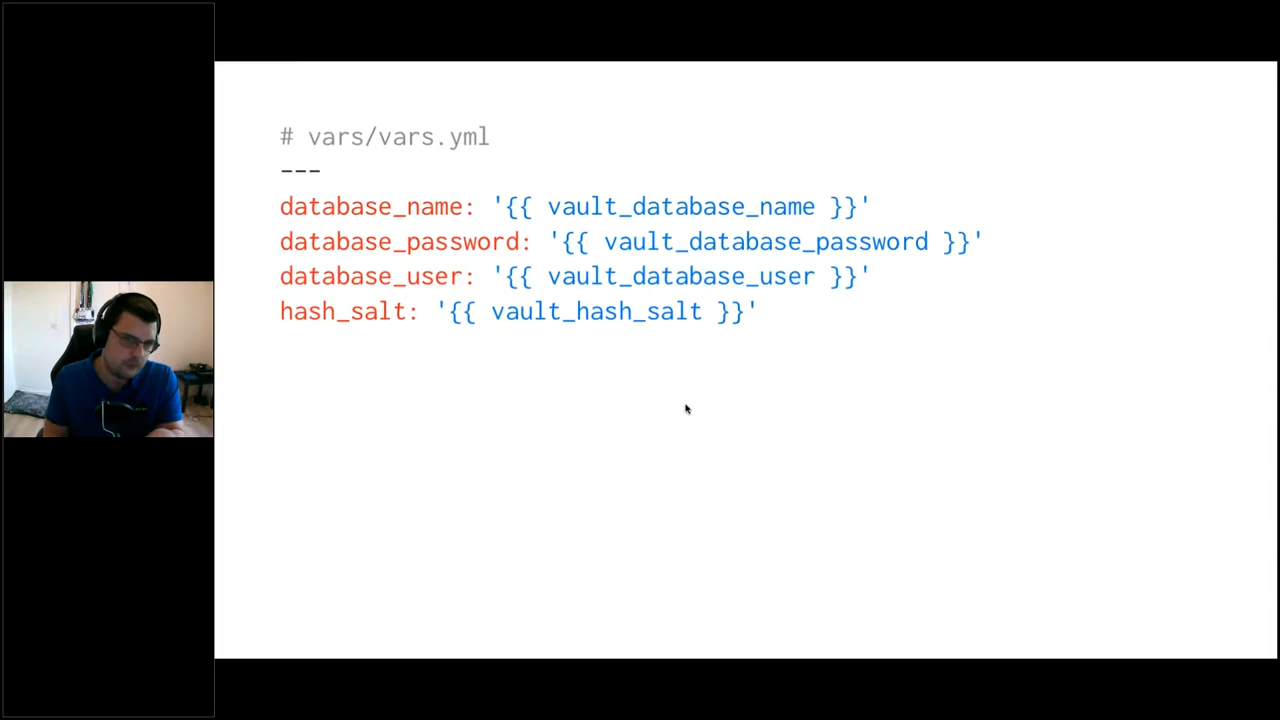 # vars/vars.yml
---
database_name: '{{ vault_database_name }}'
database_password: '{{ vault_database_password }}'
database_user: '{{ vault_database_user }}'
hash_salt: '{{ vault_hash_salt }}'